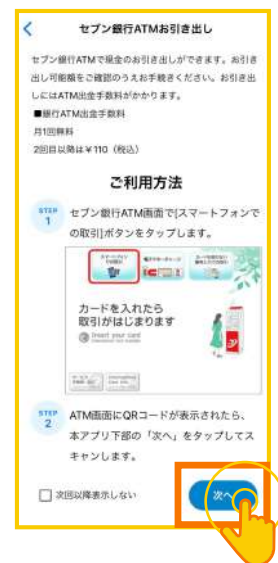 セブン銀行ATMお引き出し
セブン銀行ATMで現金のお引き出しができます。お引き
出し可能額をご確認のうえお手続きください。お引き出
しにはATM出金手数料がかかります。
■銀行ATM出金手数料
月1回無料
2回目以降は￥110（税込）
ご利用方法
STEP
1
セブン銀行ATM画面で[スマートフォンで
の取引]ボタンをタップします。
カードを入れたら
取引がはじまります
Insert your card
STEP
2
ATM画面にQRコードが表示されたら、
本アプリ下部の「次へ」をタップしてス
キャンします。
次回以降表示しない
次へ